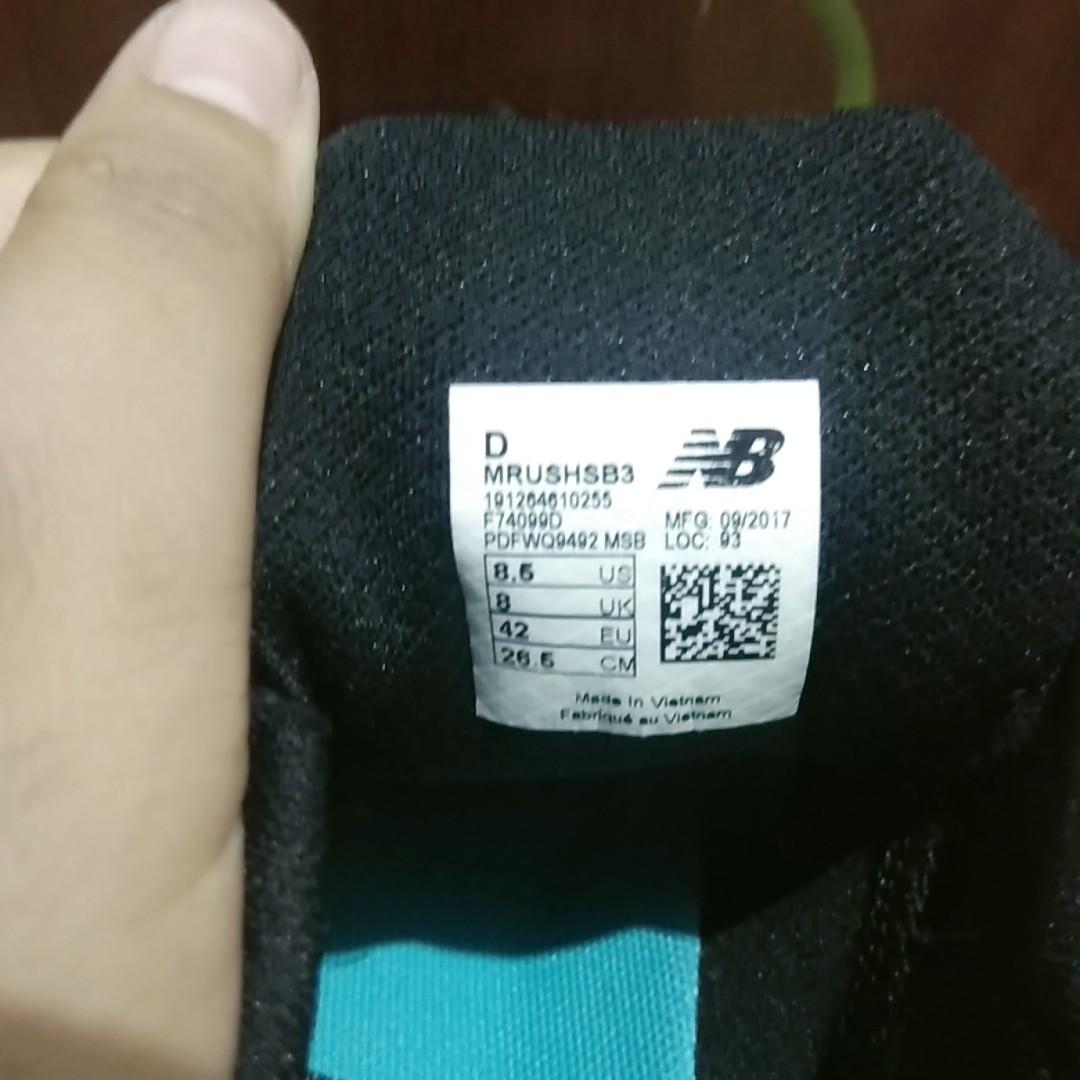 D
NB
MRUSHSB3
191264610255
F74099D
MFG: 09/2017
PDFWQ9492 MSB
LOC: 93
8.5 US
8 UK
42 EU
26.5 CM
Made In Vietnam
Fabriqué au Vietnam